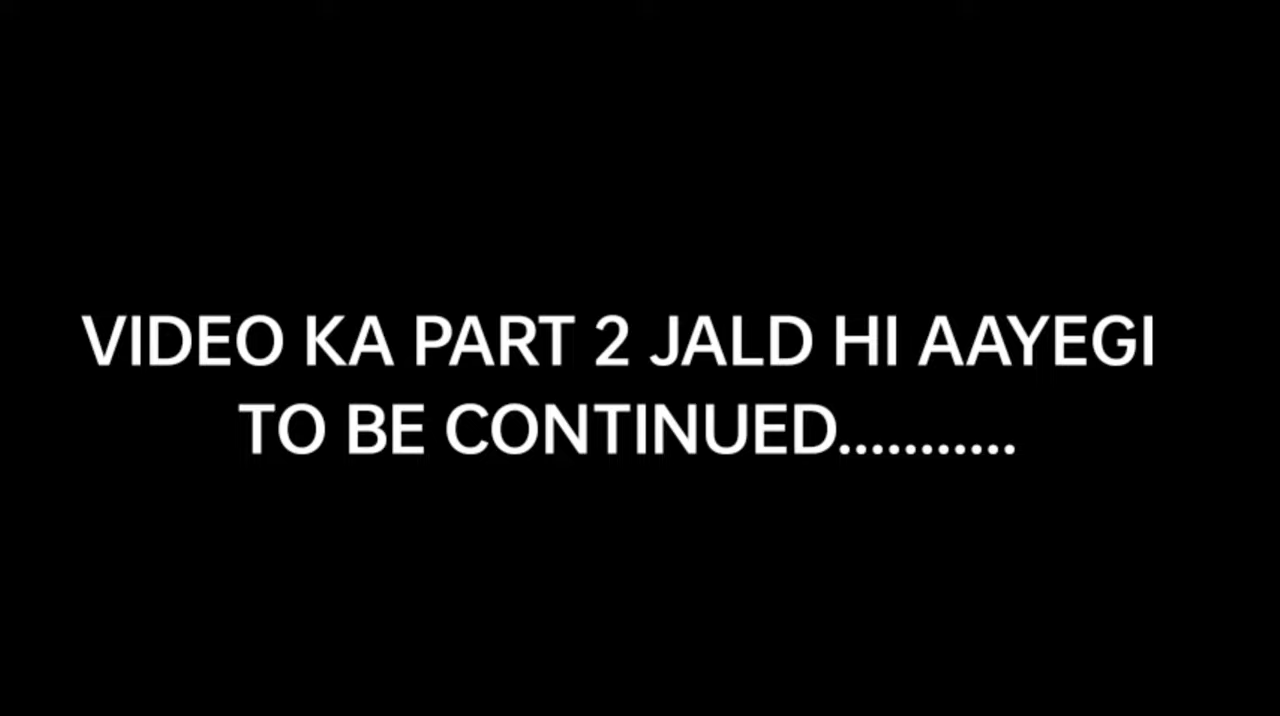 VIDEO KA PART 2 JALD HI AAYEGI
TO BE CONTINUED...........